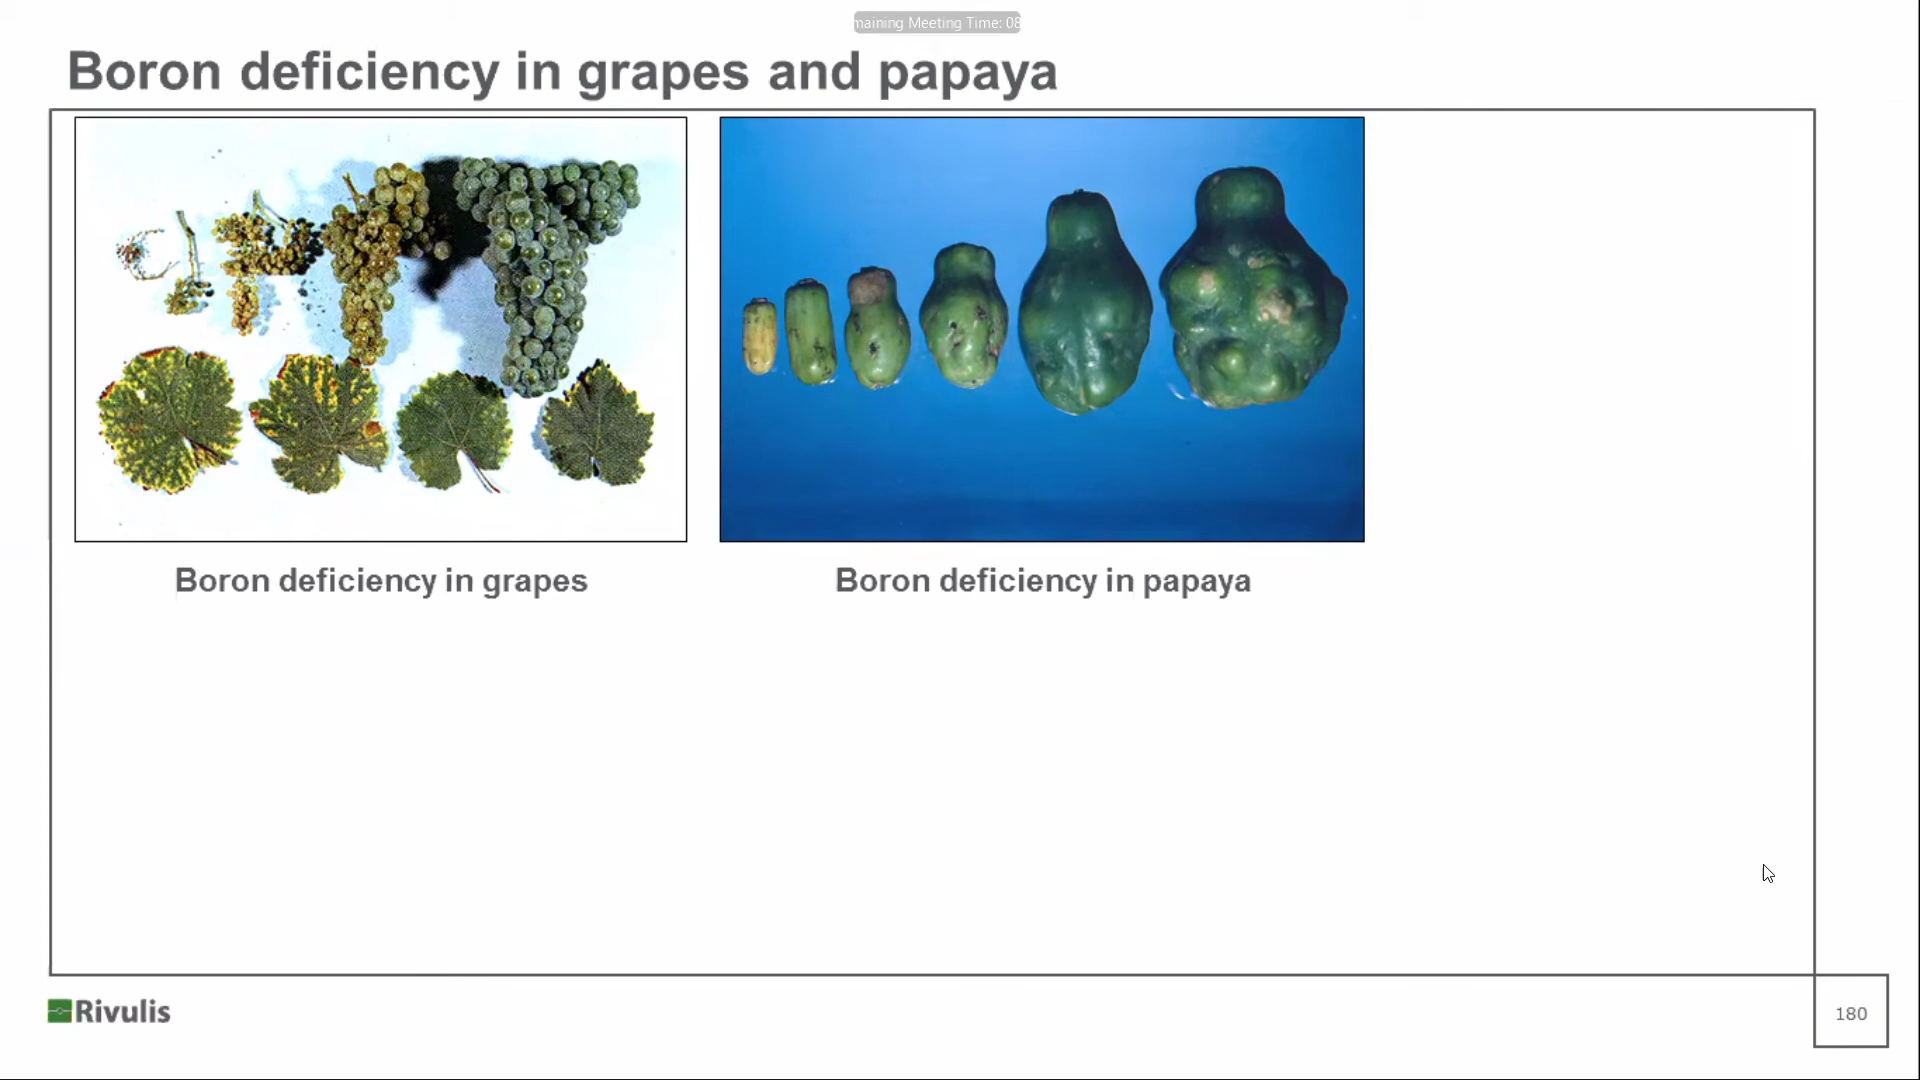 maining Meeting Time: 08
Boron deficiency in grapes and papaya
Boron deficiency in grapes
Boron deficiency in papaya
Rivulis
180